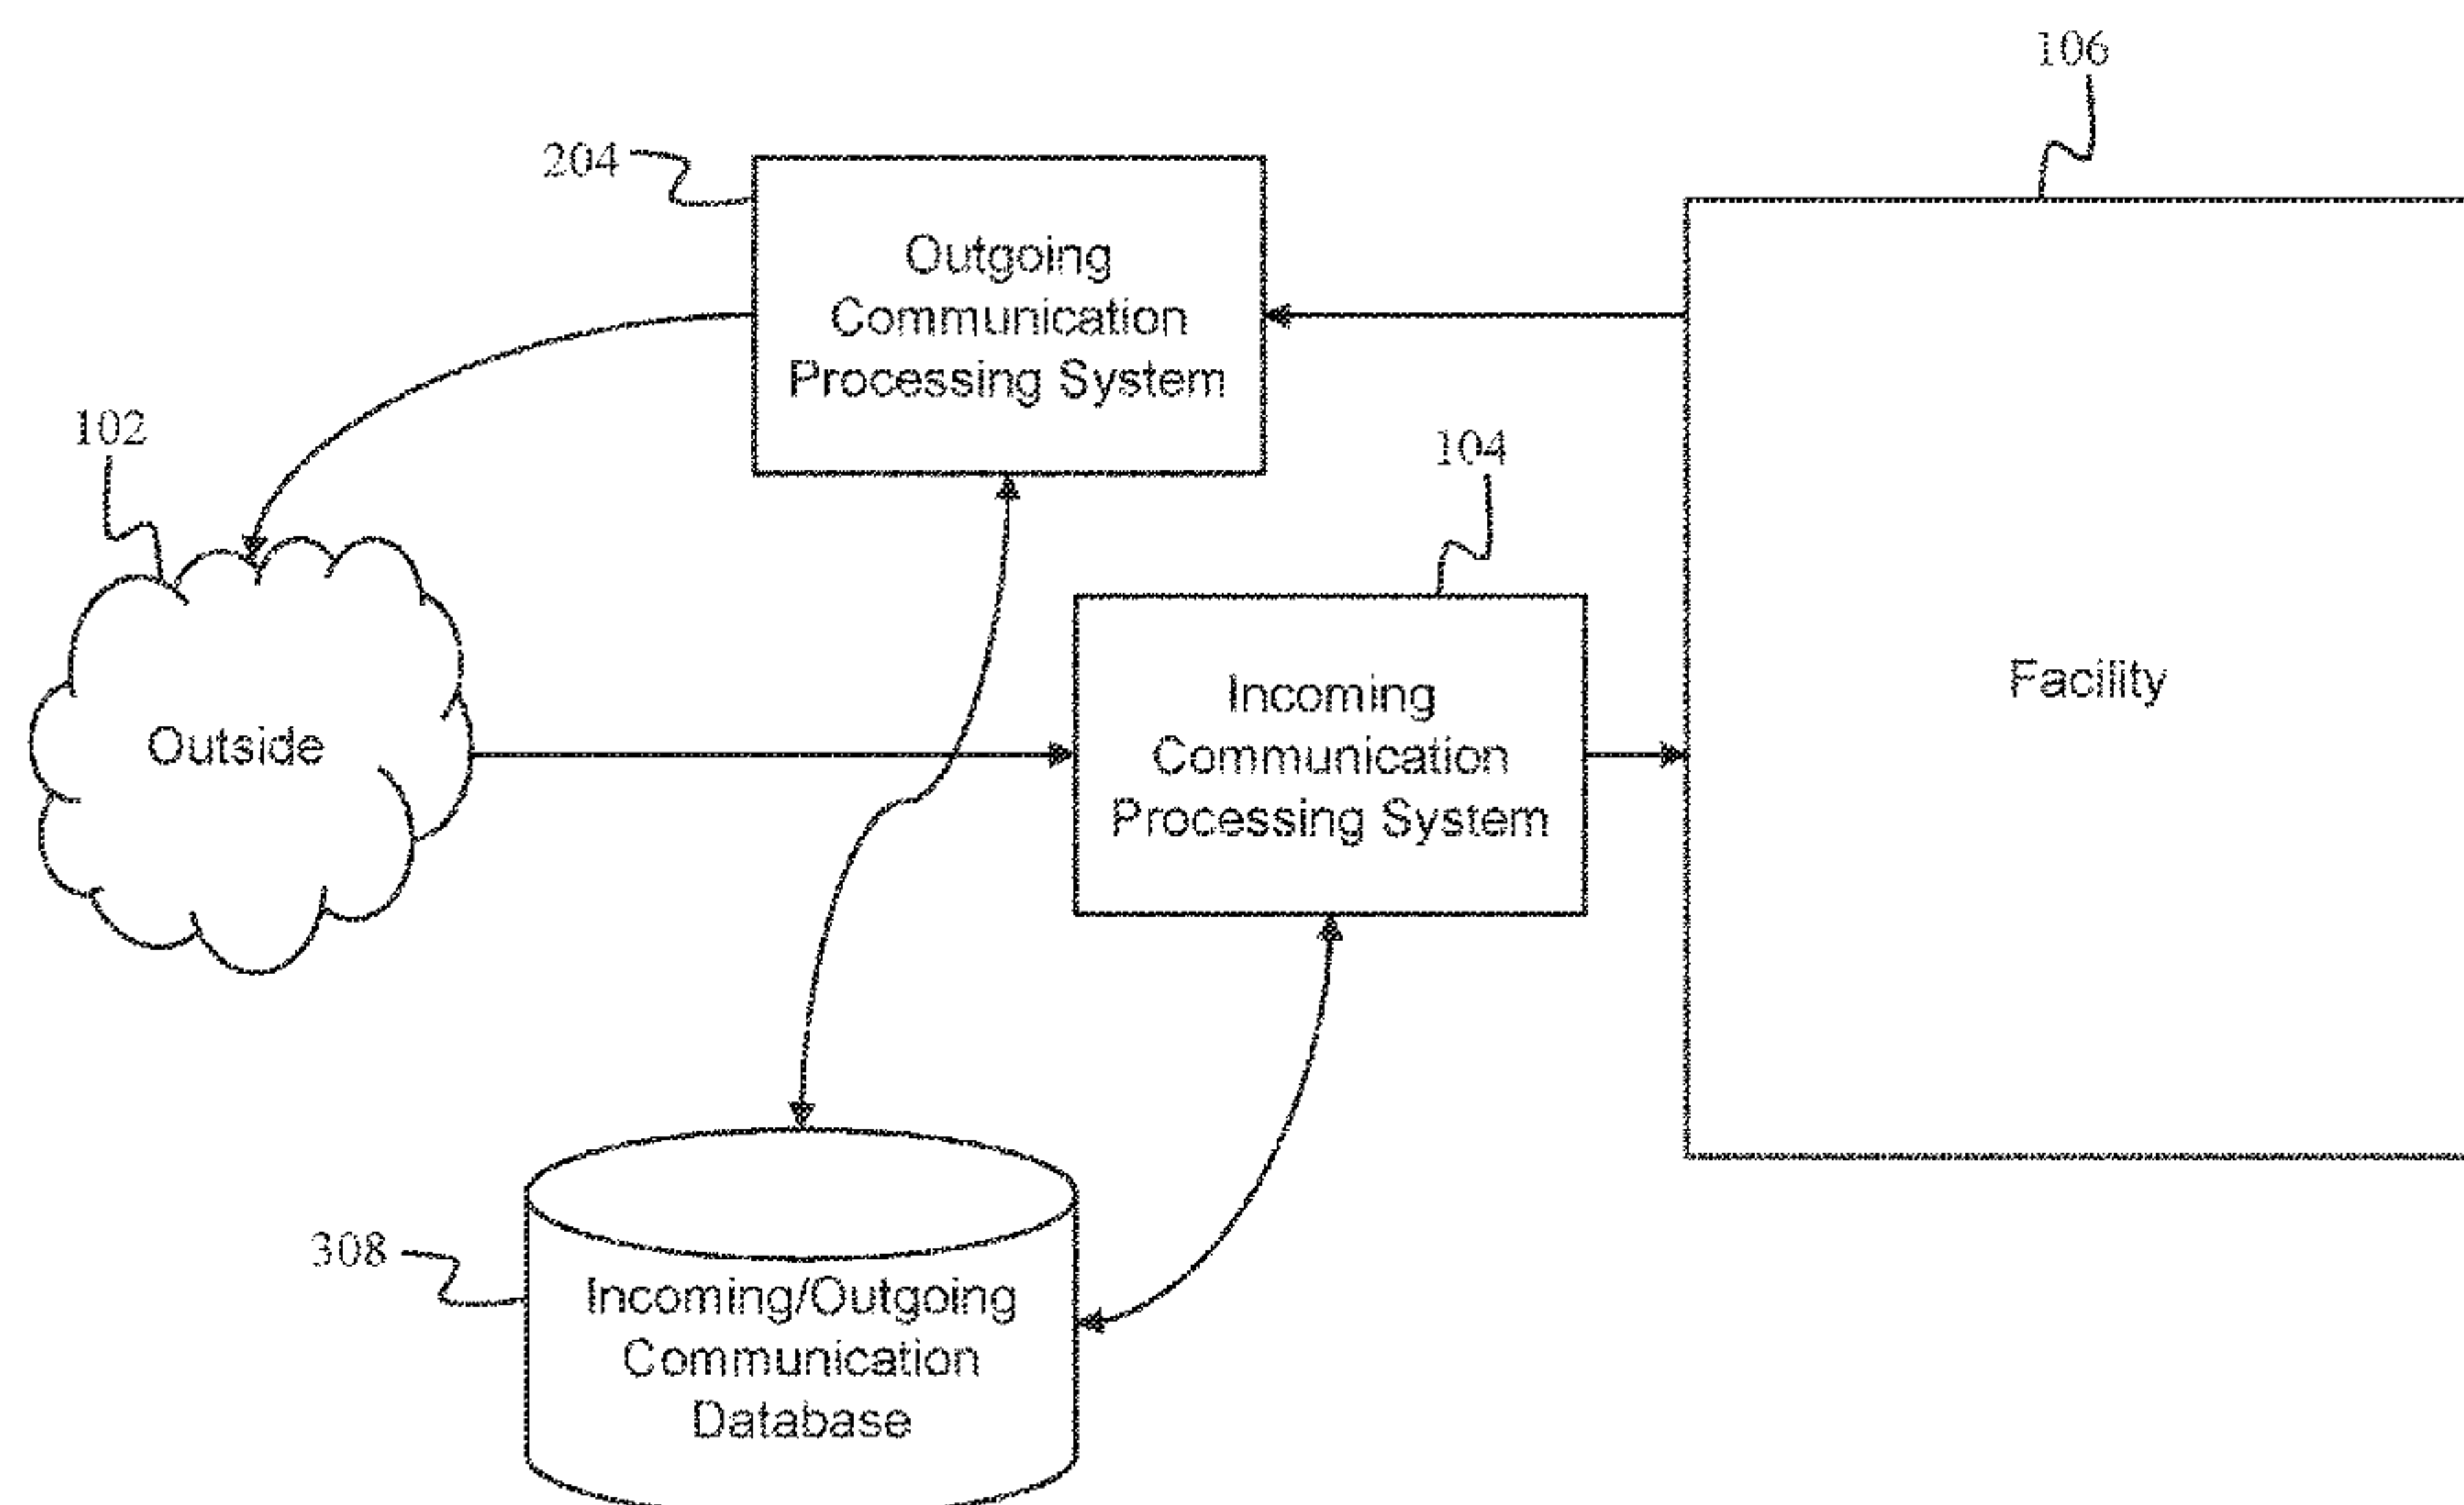 106
204
Outgoing
Communication
Processing System
102
104
Incoming
Communication
Processing System
Facility
Outside
308
Incoming/Outgoing
Communication
Database